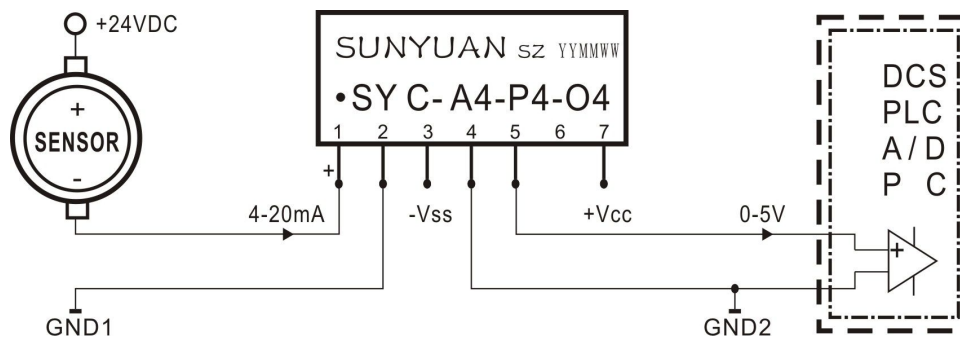 +24VDC
SUNYUAN SZ YYMMWW
•SY C- A4-P4-O4
1 2 3 4 5 6 7
+
SENSOR
-
+
4-20mA
-Vss
+Vcc
0-5V
DCS
PLC
A/D
P C
+
GND1
GND2